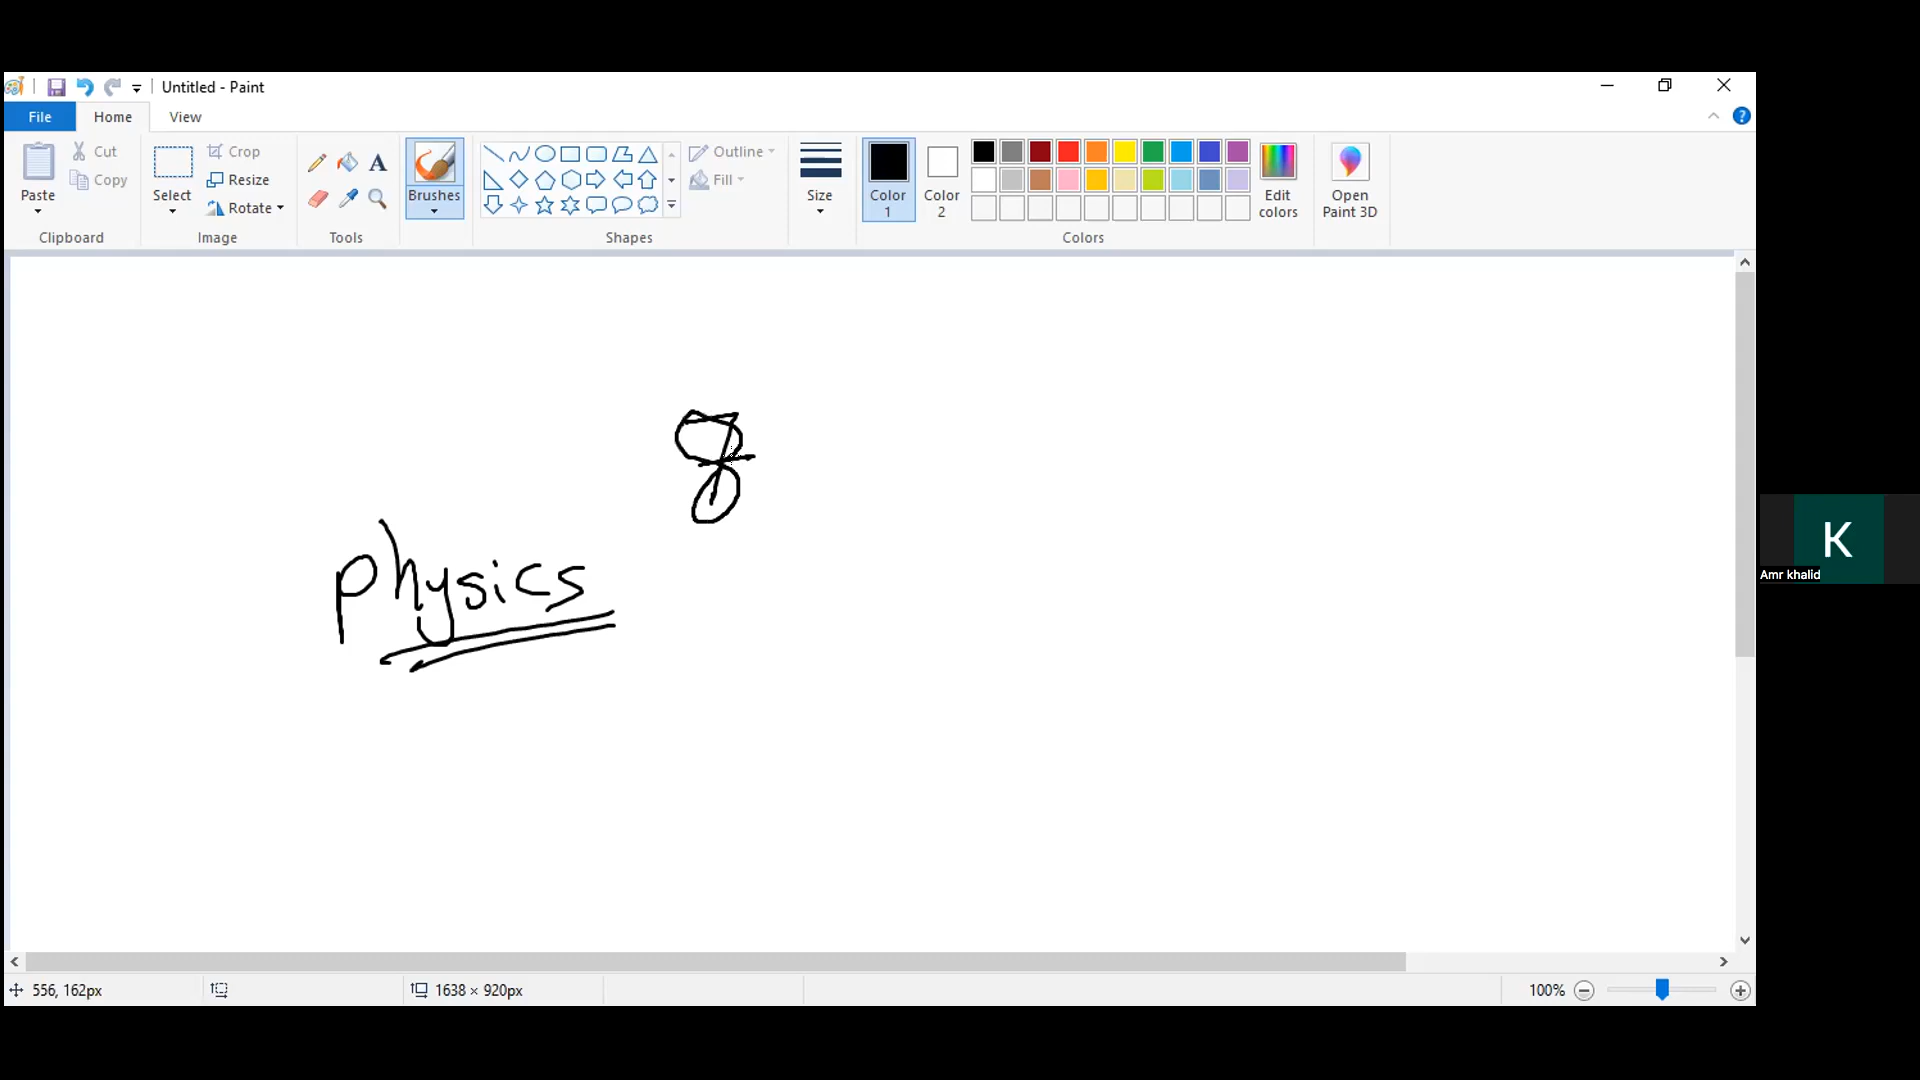 Untitled - Paint
File Home View
Paste Cut Copy Select Crop Resize Rotate Brushes Outline Fill Size Color 1 Color 2 Edit colors Open Paint 3D
Clipboard Image Tools Shapes Colors
physics
K
Amr khalid
556, 162px 1638 × 920px 100%